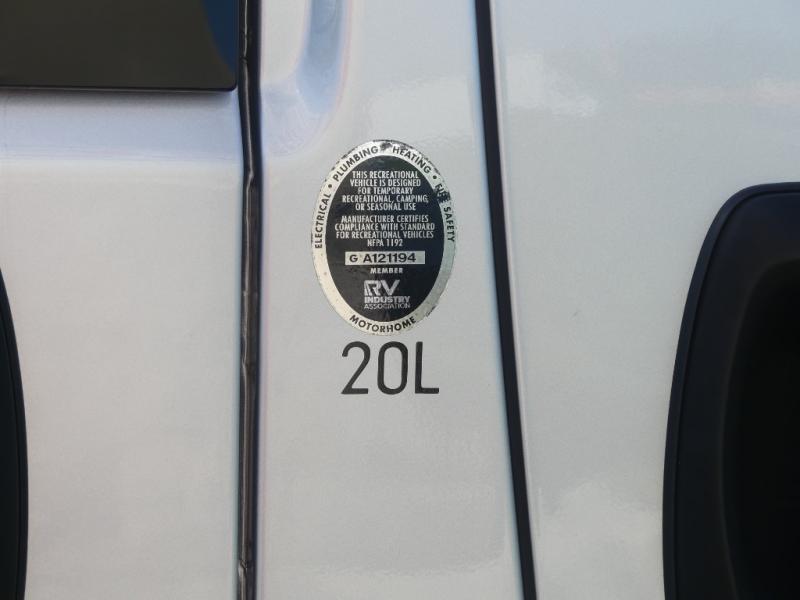 ELECTRICAL • PLUMBING • HEATING • FIRE SAFETY
THIS RECREATIONAL
VEHICLE IS DESIGNED
FOR TEMPORARY
RECREATIONAL, CAMPING,
OR SEASONAL USE
MANUFACTURER CERTIFIES
COMPLIANCE WITH STANDARD
FOR RECREATIONAL VEHICLES
NFPA 1192
G A121194
MEMBER
RV
INDUSTRY
ASSOCIATION
MOTORHOME
20L